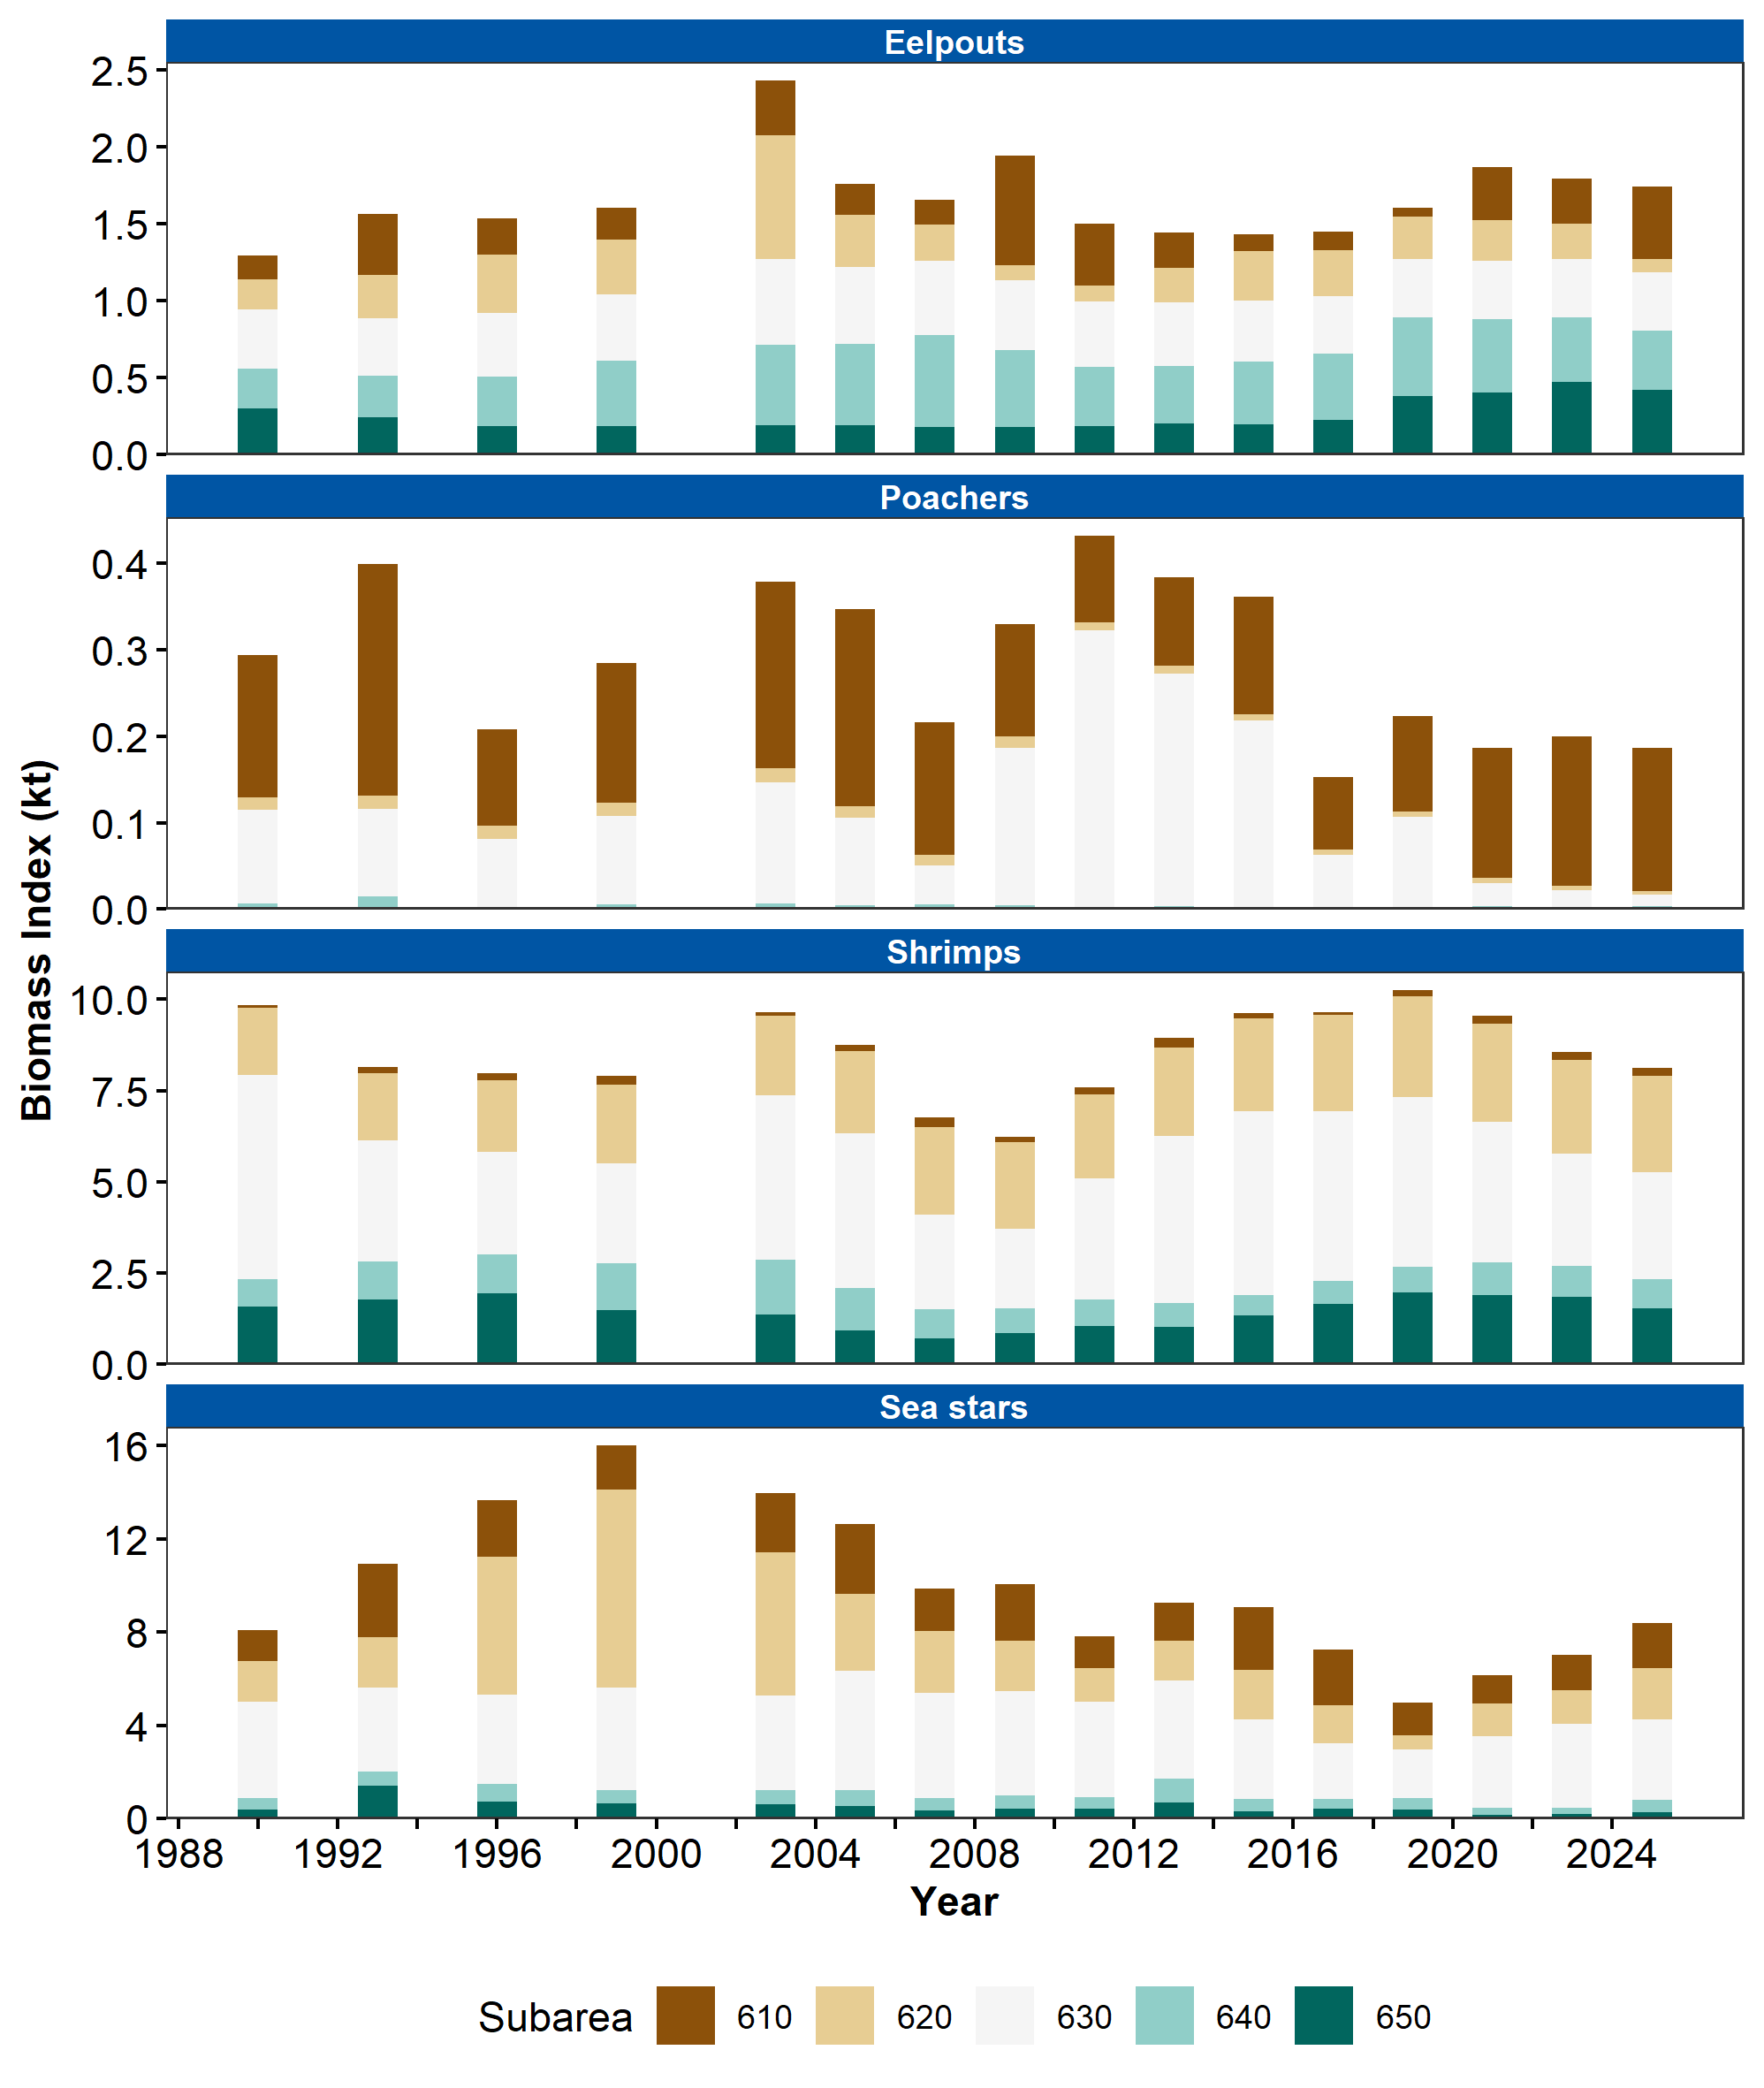 Eelpouts
2.5
2.0
1.5
1.0
0.5
0.0
Poachers
0.4
0.3
0.2
0.1
0.0
Biomass Index (kt)
Shrimps
10.0
7.5
5.0
2.5
0.0
Sea stars
16
12
8
4
0
1988 1992 1996 2000 2004 2008 2012 2016 2020 2024
Year
Subarea 610 620 630 640 650